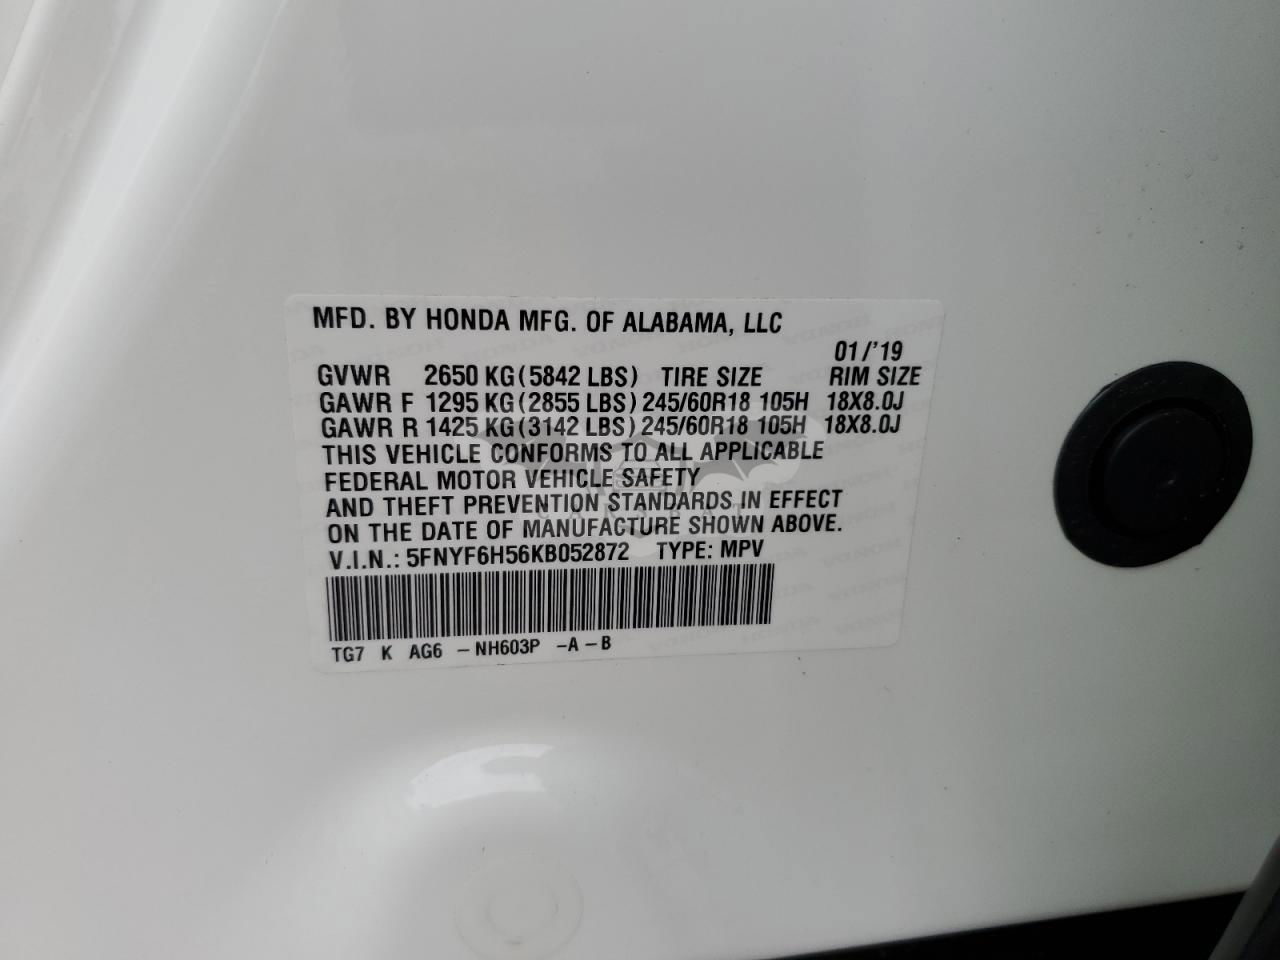 MFD. BY HONDA MFG. OF ALABAMA, LLC
01/'19
GVWR 2650 KG (5842 LBS) TIRE SIZE RIM SIZE
GAWR F 1295 KG (2855 LBS) 245/60R18 105H 18X8.0J
GAWR R 1425 KG (3142 LBS) 245/60R18 105H 18X8.0J
THIS VEHICLE CONFORMS TO ALL APPLICABLE
FEDERAL MOTOR VEHICLE SAFETY
AND THEFT PREVENTION STANDARDS IN EFFECT
ON THE DATE OF MANUFACTURE SHOWN ABOVE.
V.I.N.: 5FNYF6H56KB052872 TYPE: MPV
TG7 K AG6 – NH603P –A – B